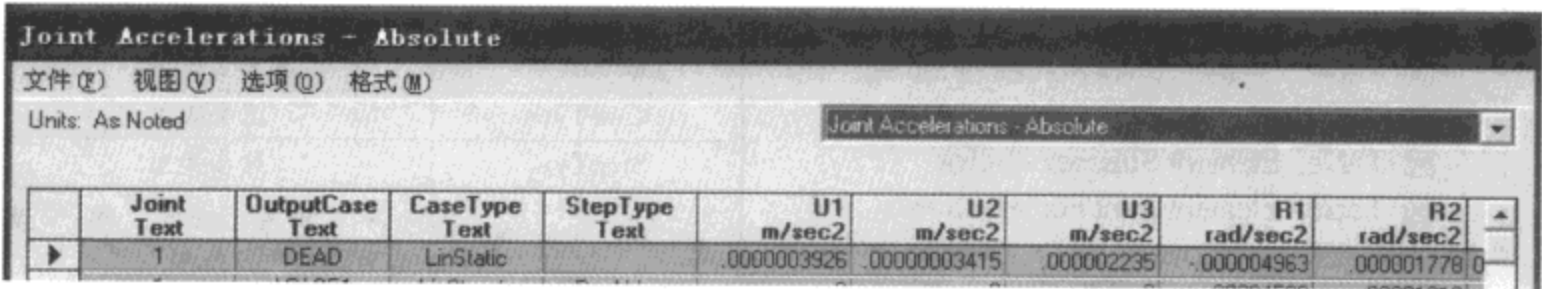 Joint Accelerations - Absolute
文件(F) 视图(V) 选项(O) 格式(M)
Units: As Noted
Joint Accelerations - Absolute
Joint Text OutputCase Text CaseType Text StepType Text U1 m/sec2 U2 m/sec2 U3 m/sec2 R1 rad/sec2 R2 rad/sec2
1 DEAD LinStatic .0000003926 .00000003415 .000002235 -.000004963 .000001778 0